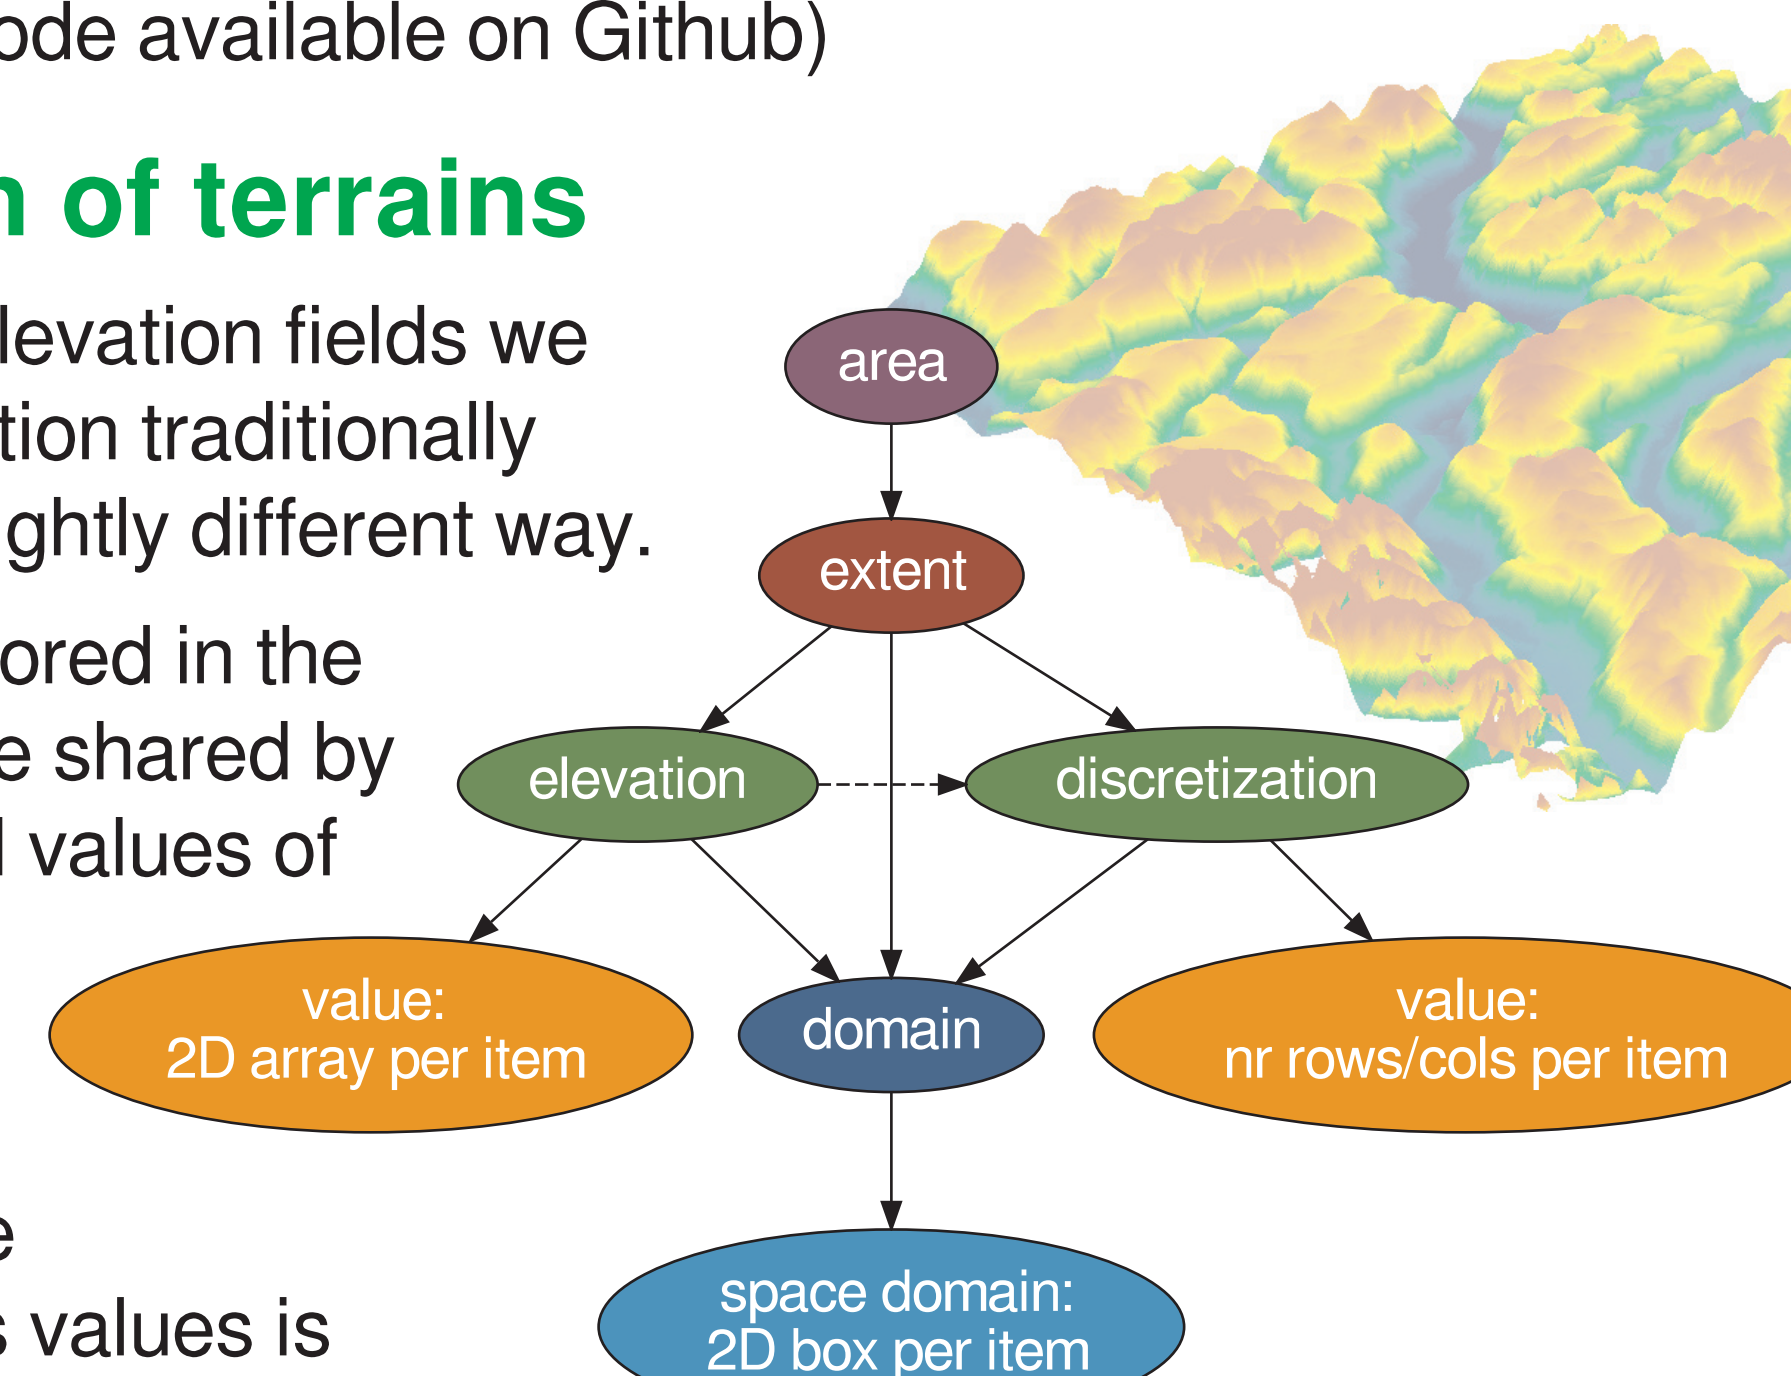 ode available on Github)
n of terrains
levation fields we
tion traditionally
ghtly different way.
ored in the
e shared by
l values of
e
s values is
area
extent
elevation
discretization
value:
2D array per item
domain
value:
nr rows/cols per item
space domain:
2D box per item